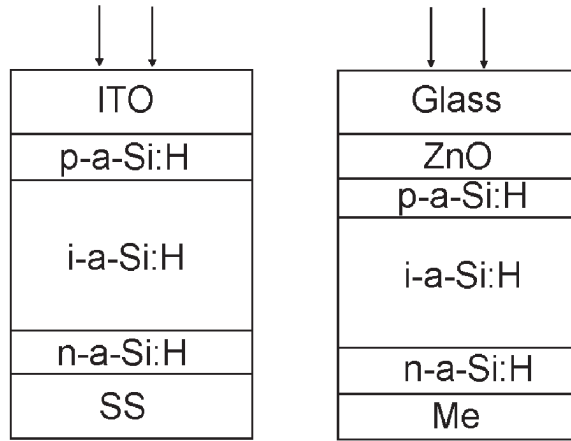 ITO
p-a-Si:H
i-a-Si:H
n-a-Si:H
SS
Glass
ZnO
p-a-Si:H
i-a-Si:H
n-a-Si:H
Me